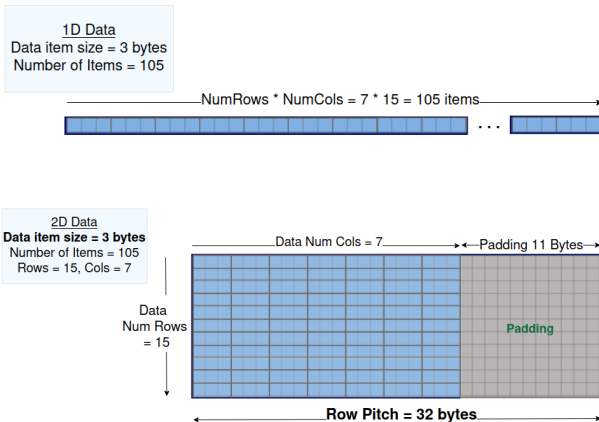 1D Data
Data item size = 3 bytes
Number of Items = 105
NumRows * NumCols = 7 * 15 = 105 items
. . .
2D Data
Data item size = 3 bytes
Number of Items = 105
Rows = 15, Cols = 7
Data Num Cols = 7
Padding 11 Bytes
Data
Num Rows
= 15
Padding
Row Pitch = 32 bytes